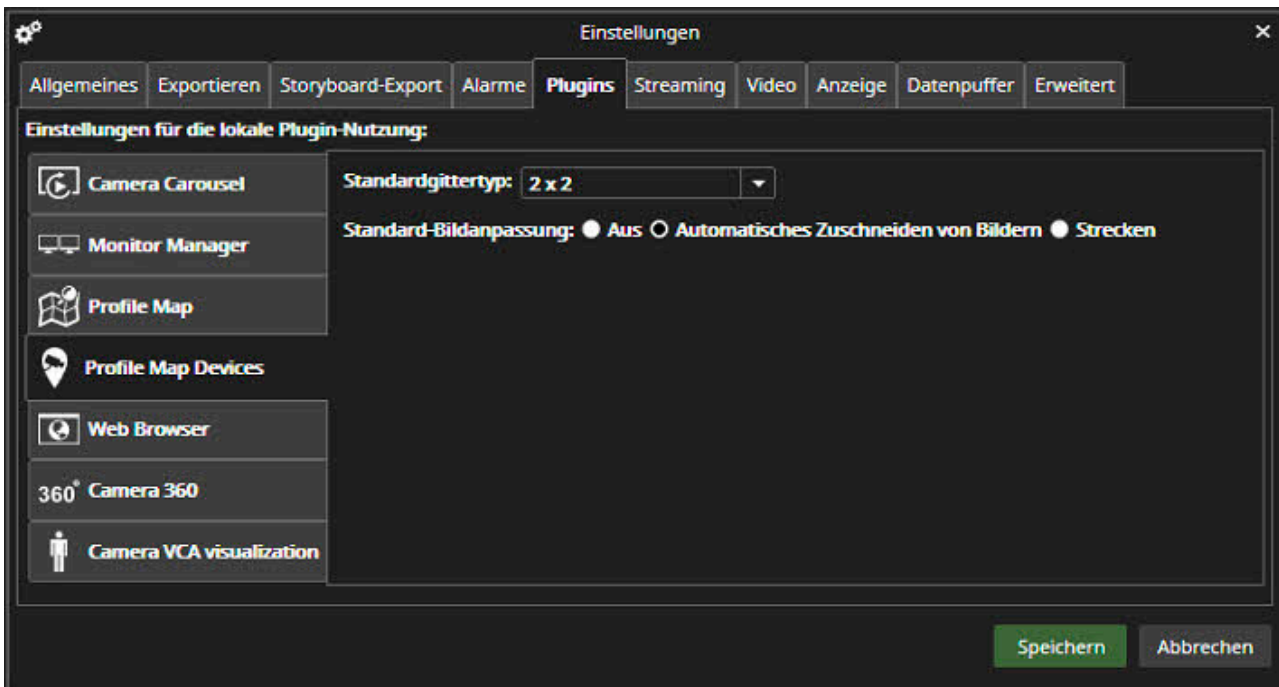 Einstellungen
Allgemeines Exportieren Storyboard-Export Alarme Plugins Streaming Video Anzeige Datenpuffer Erweitert
Einstellungen für die lokale Plugin-Nutzung:
Camera Carousel
Standardgittertyp: 2 x 2
Monitor Manager
Standard-Bildanpassung: Aus Automatisches Zuschneiden von Bildern Strecken
Profile Map
Profile Map Devices
Web Browser
360° Camera 360
Camera VCA visualization
Speichern Abbrechen